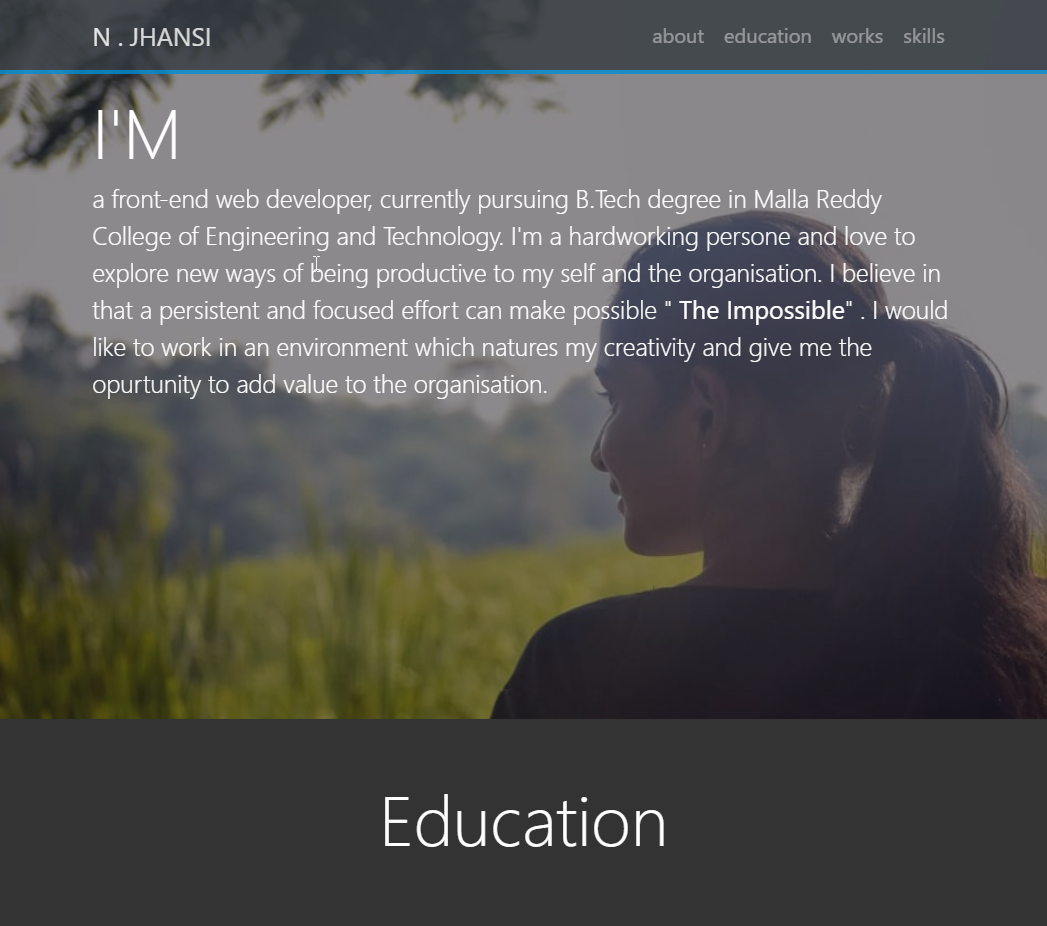 N . JHANSI
about education works skills
I'M
a front-end web developer, currently pursuing B.Tech degree in Malla Reddy
College of Engineering and Technology. I'm a hardworking persone and love to
explore new ways of being productive to my self and the organisation. I believe in
that a persistent and focused effort can make possible " The Impossible" . I would
like to work in an environment which natures my creativity and give me the
opurtunity to add value to the organisation.
Education